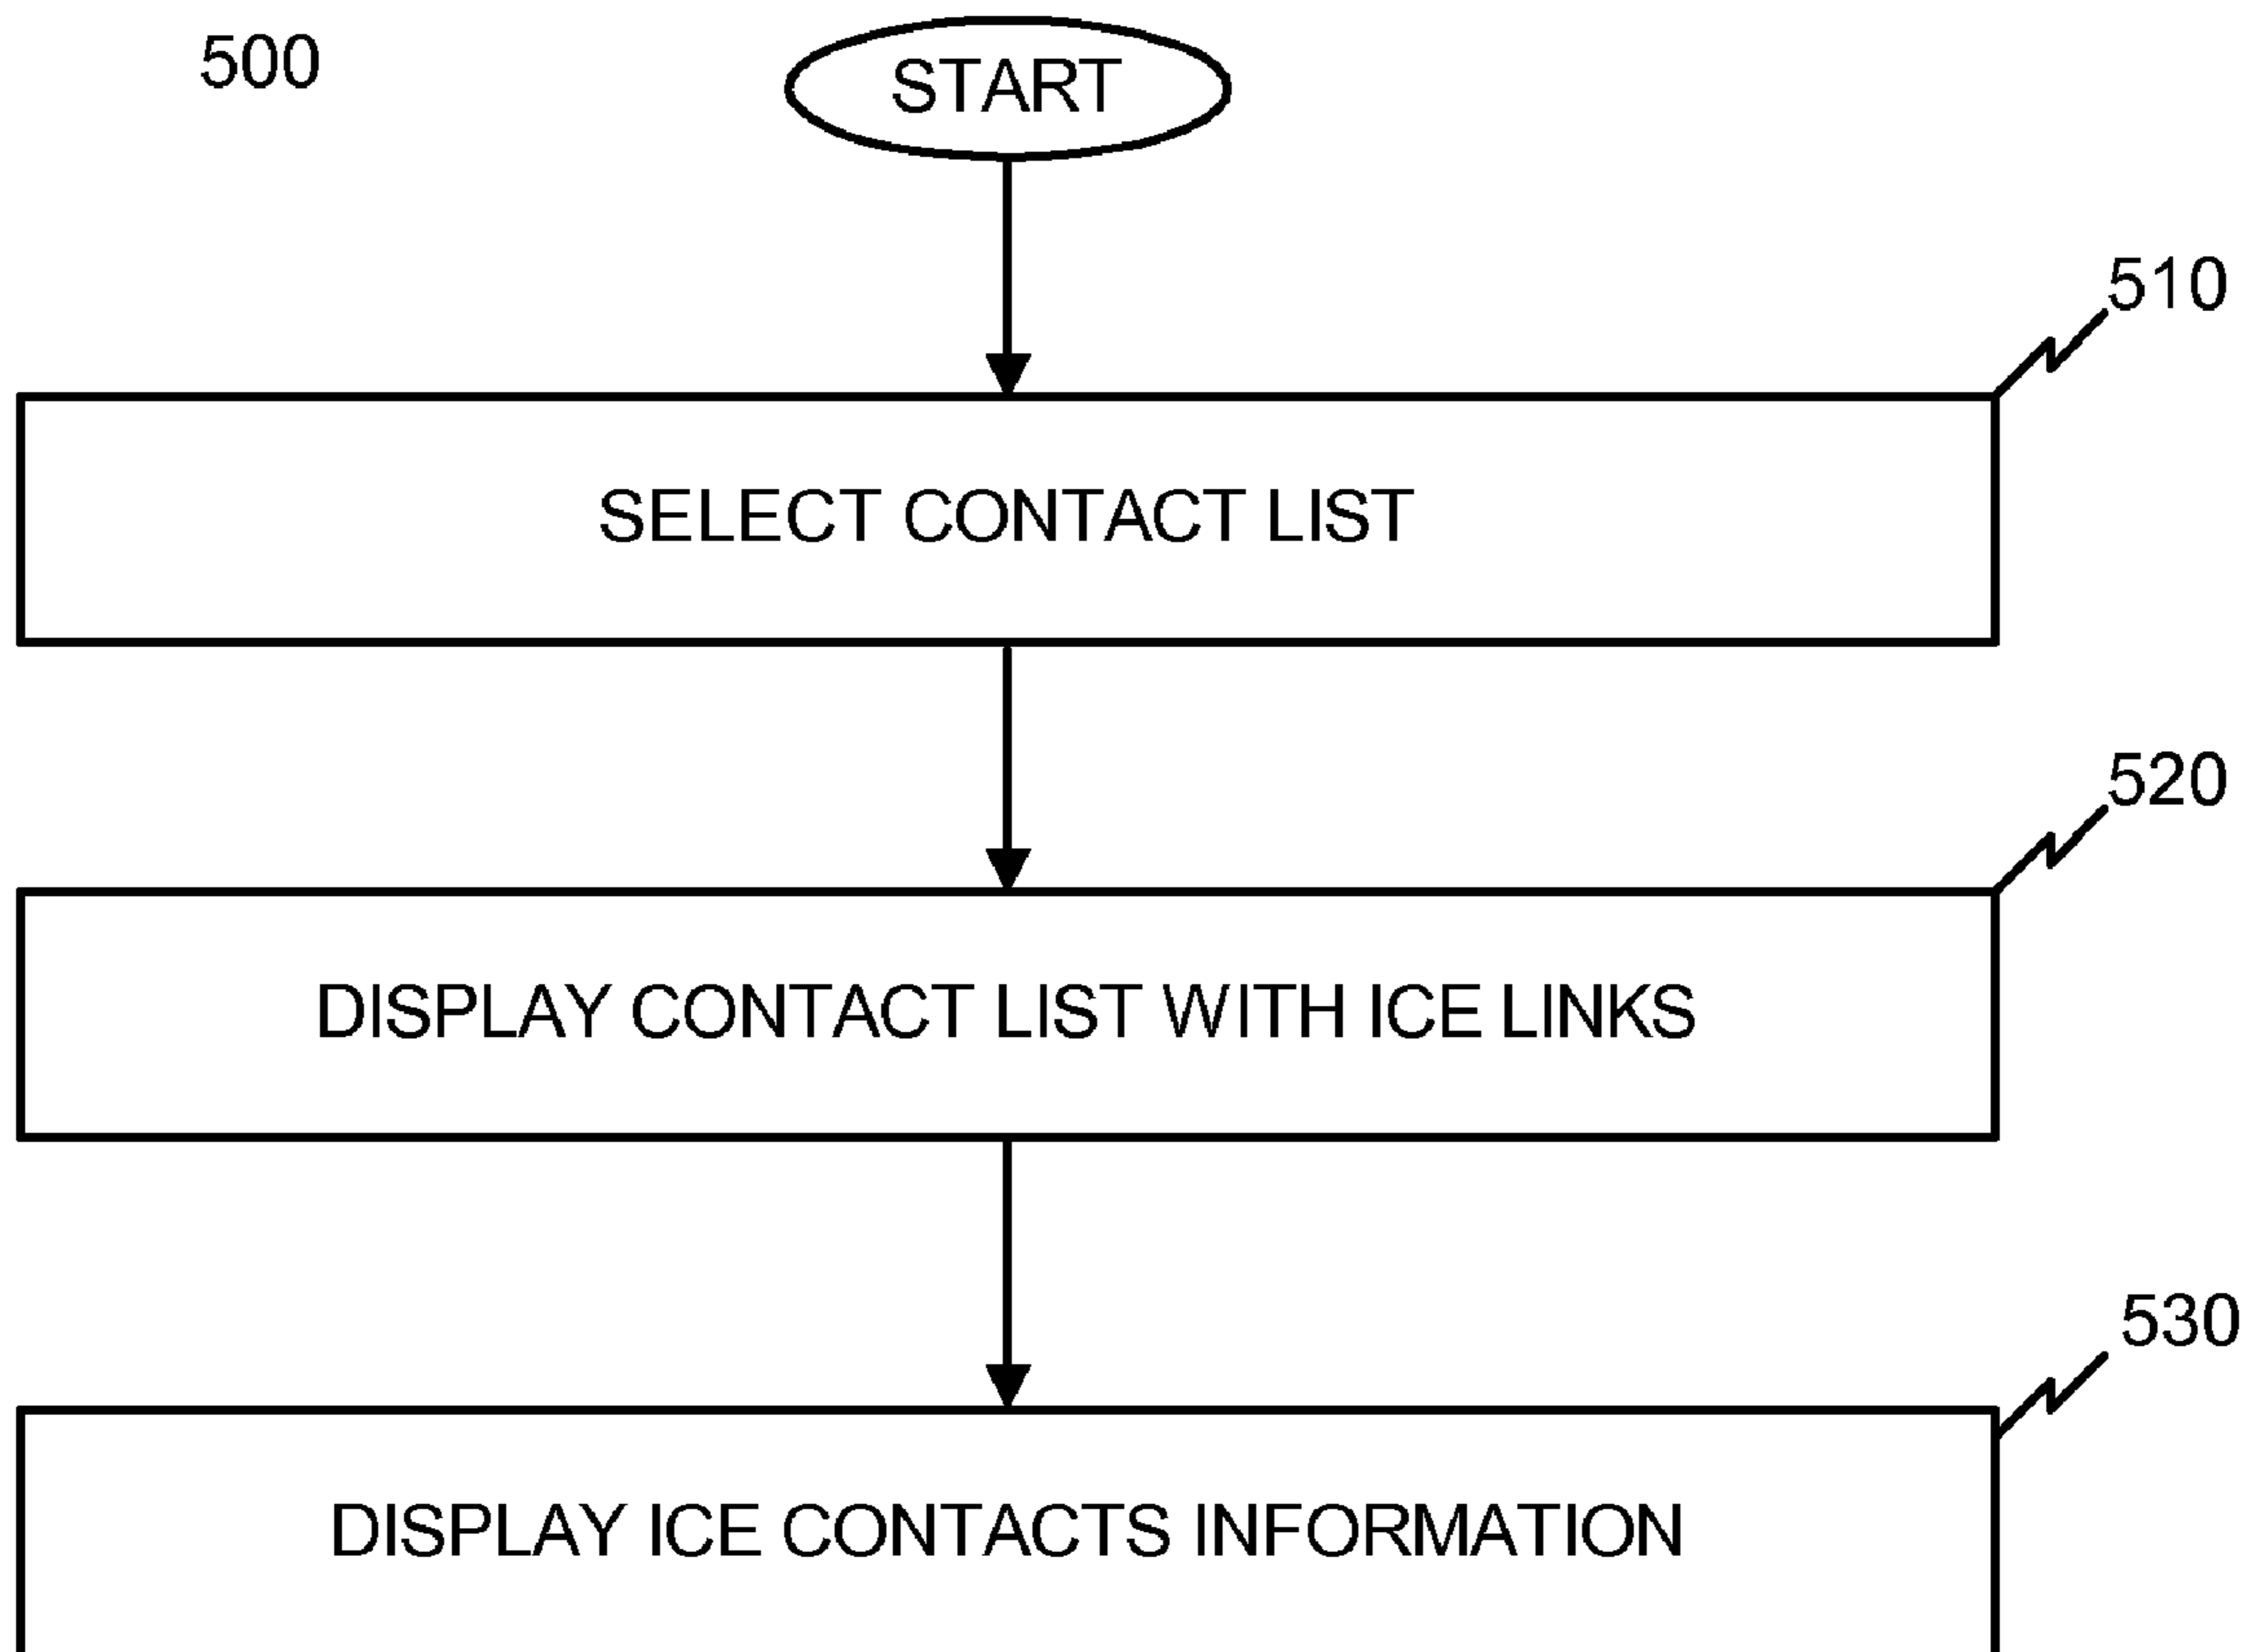 500
START
510
SELECT CONTACT LIST
520
DISPLAY CONTACT LIST WITH ICE LINKS
530
DISPLAY ICE CONTACTS INFORMATION